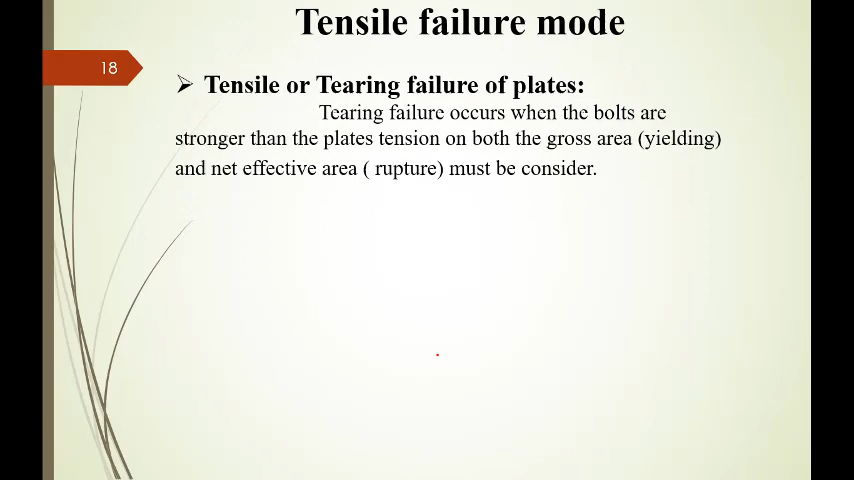 Tensile failure mode
18
➢ Tensile or Tearing failure of plates:
Tearing failure occurs when the bolts are
stronger than the plates tension on both the gross area (yielding)
and net effective area ( rupture) must be consider.